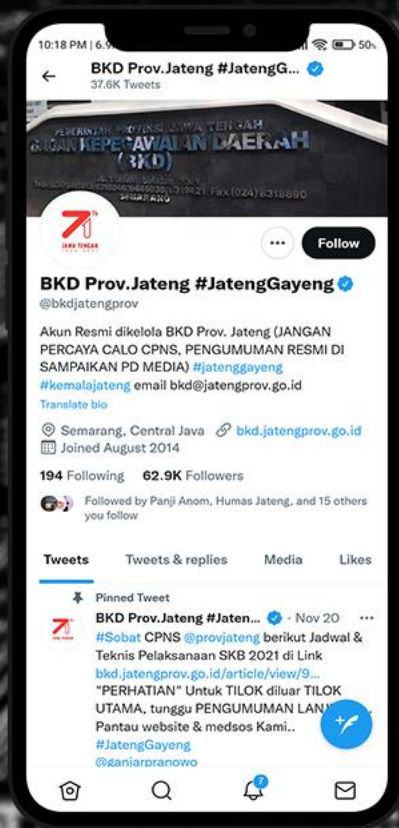 10:18 PM | 6.9
50
BKD Prov.Jateng #JatengG...
37.6K Tweets
PEMERINTAH PROVINSI JAWA TENGAH
BADAN KEPEGAWAIAN DAERAH
(BKD)
Fax (024) 8318890
SEMARANG
71
JAWA TENGAH
Follow
BKD Prov.Jateng #JatengGayeng
@bkdjatengprov
Akun Resmi dikelola BKD Prov. Jateng (JANGAN
PERCAYA CALO CPNS, PENGUMUMAN RESMI DI
SAMPAIKAN PD MEDIA) #jatenggayeng
#kemalajateng email bkd@jatengprov.go.id
Translate bio
Semarang, Central Java bkd.jatengprov.go.id
Joined August 2014
194 Following 62.9K Followers
Followed by Panji Anom, Humas Jateng, and 15 others
you follow
Tweets Tweets & replies Media Likes
Pinned Tweet
BKD Prov.Jateng #Jaten... · Nov 20 ...
#Sobat CPNS @provjateng berikut Jadwal &
Teknis Pelaksanaan SKB 2021 di Link
bkd.jatengprov.go.id/article/view/9...
"PERHATIAN" Untuk TILOK diluar TILOK
UTAMA, tunggu PENGUMUMAN
Pantau website & medsos Kami..
#JatengGayeng
@ganjarpranowo
7